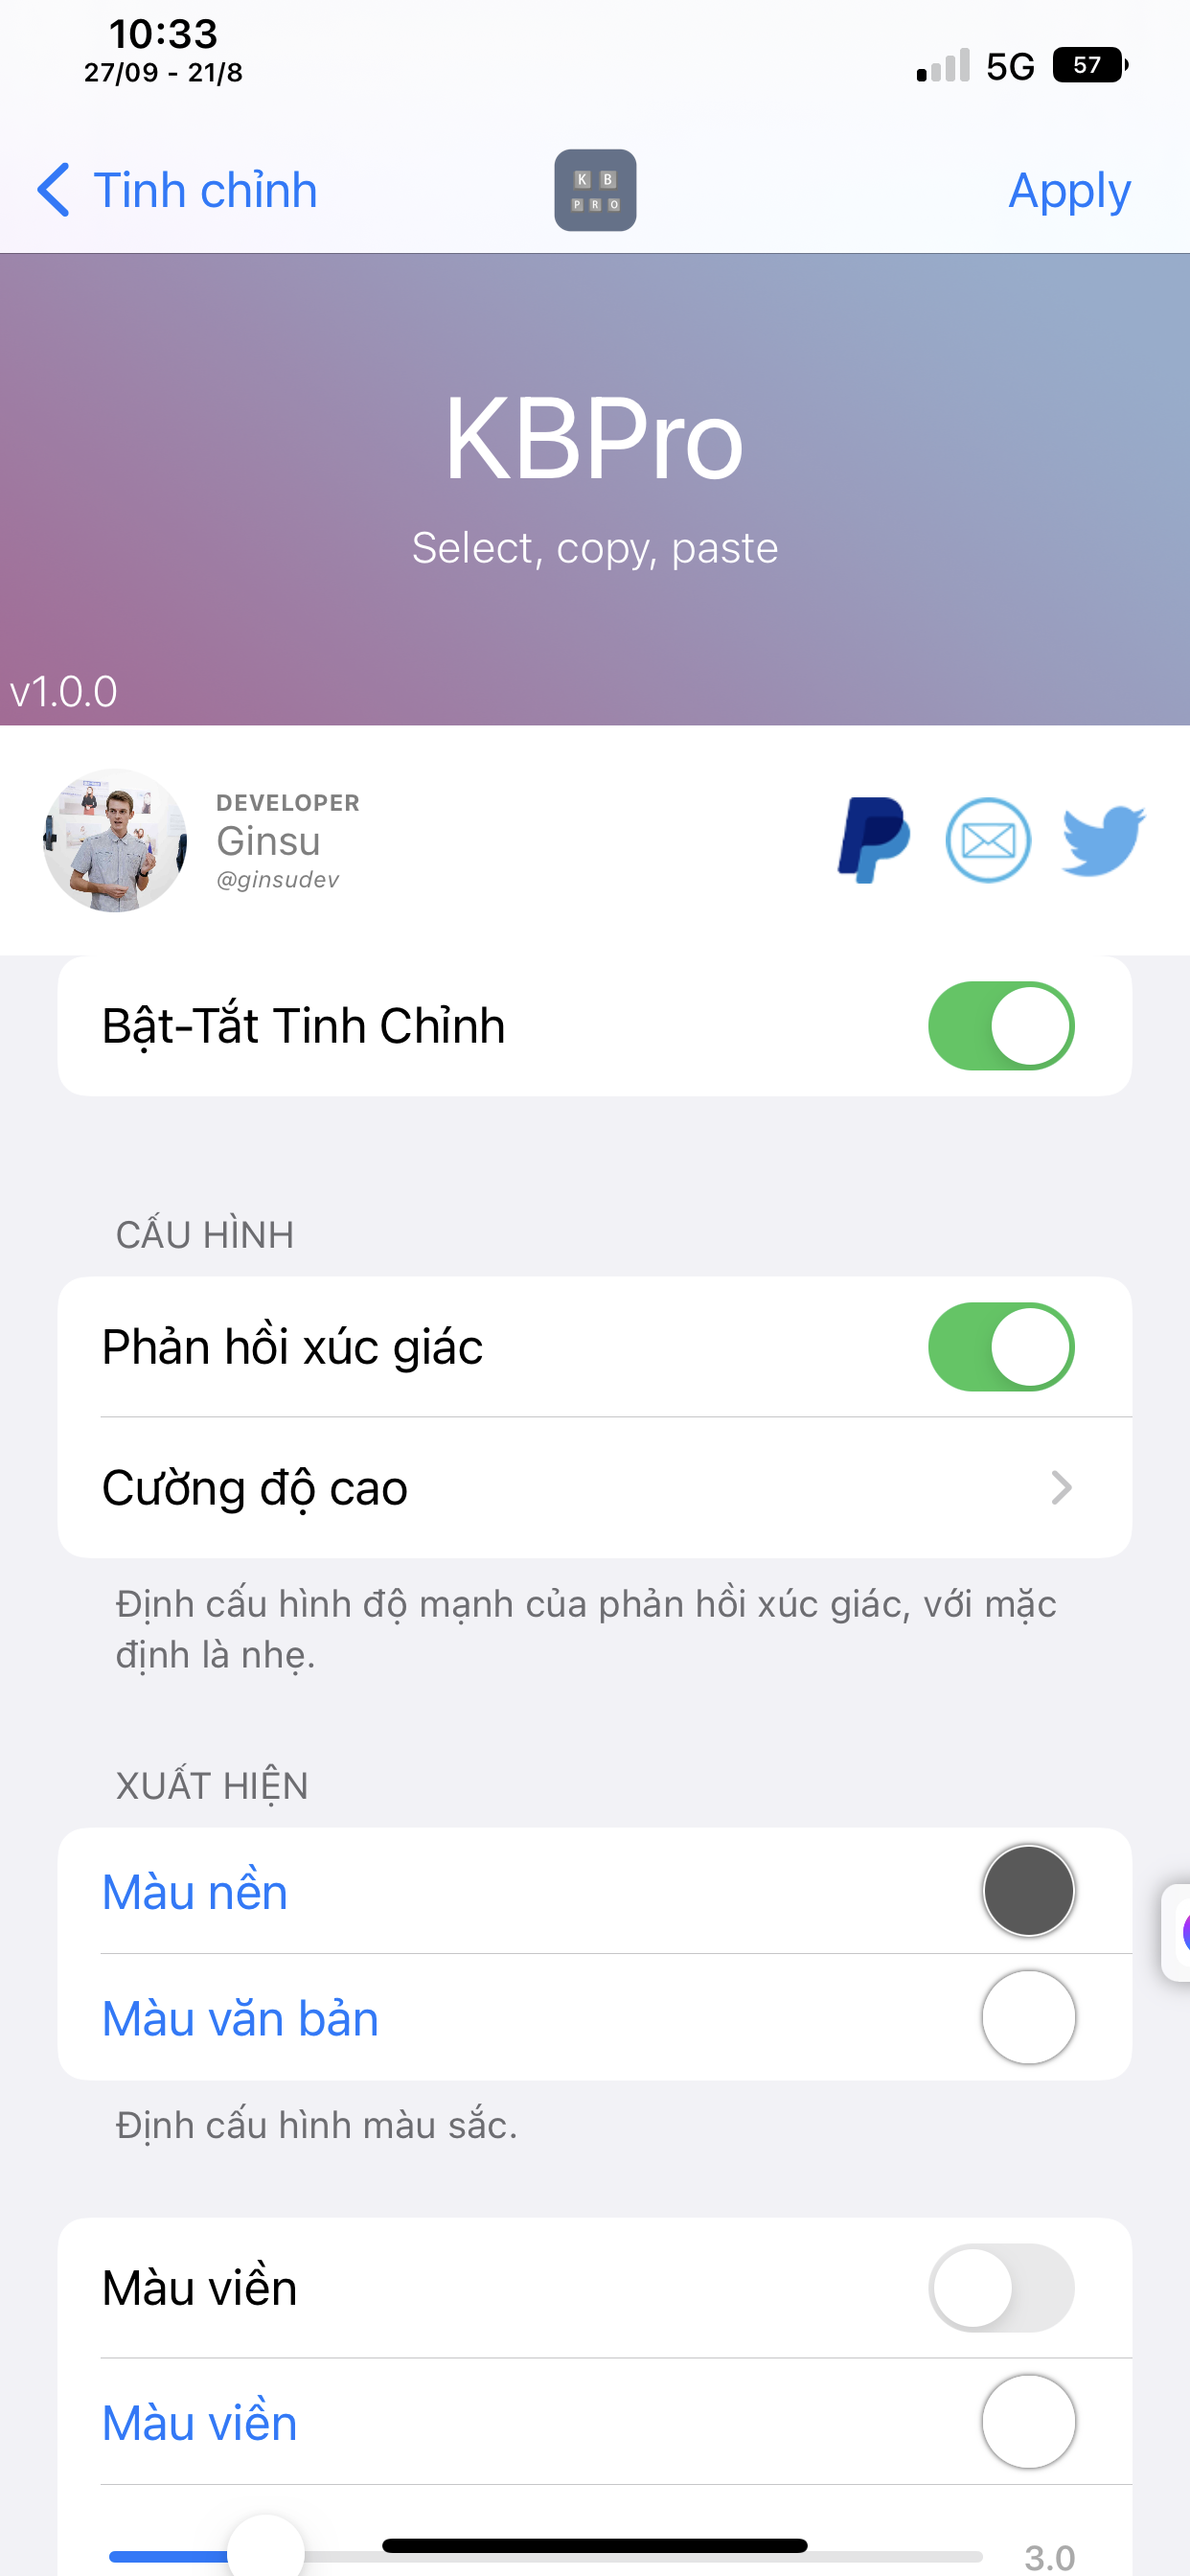 10:33
27/09 - 21/8
5G
57
Tinh chỉnh
K B
P R O
Apply
KBPro
Select, copy, paste
v1.0.0
DEVELOPER
Ginsu
@ginsudev
Bật-Tắt Tinh Chỉnh
CẤU HÌNH
Phản hồi xúc giác
Cường độ cao
Định cấu hình độ mạnh của phản hồi xúc giác, với mặc
định là nhẹ.
XUẤT HIỆN
Màu nền
Màu văn bản
Định cấu hình màu sắc.
Màu viền
Màu viền
3.0